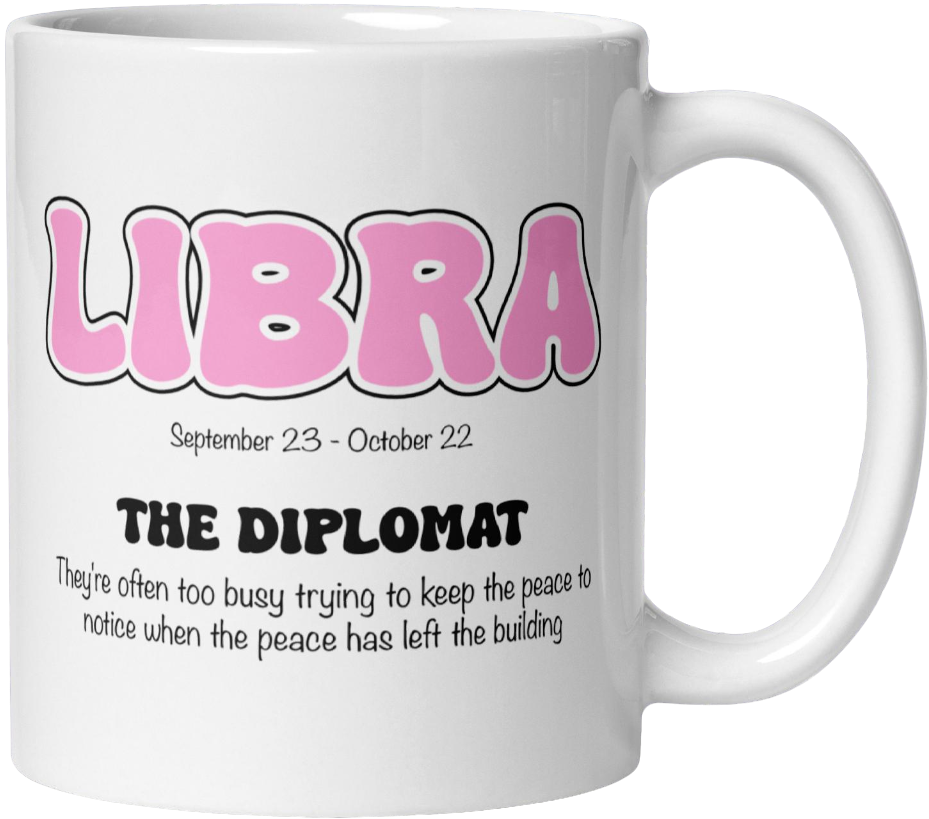 LIBRA
September 23 - October 22
THE DIPLOMAT
They're often too busy trying to keep the peace to
notice when the peace has left the building